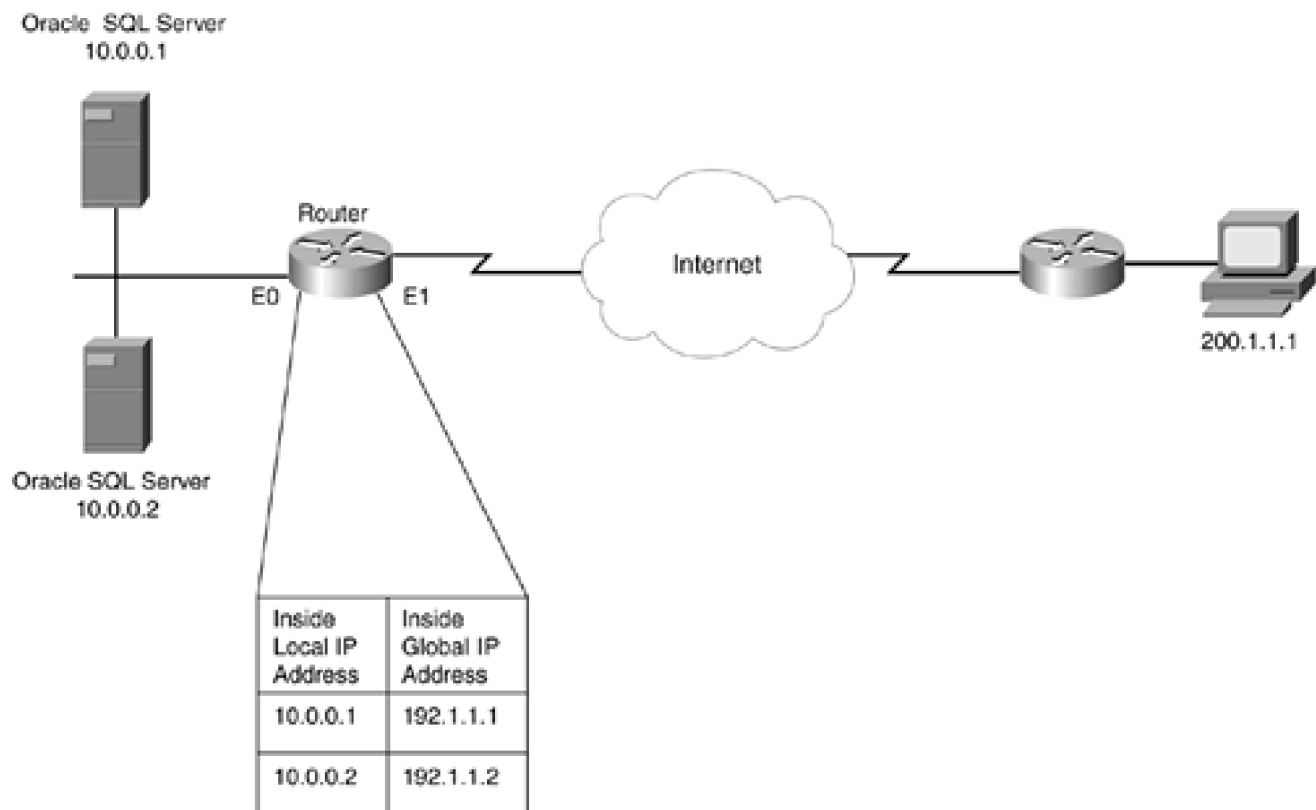 Oracle SQL Server
10.0.0.1
Router
E0
E1
Internet
200.1.1.1
Oracle SQL Server
10.0.0.2
Inside
Local IP
Address
Inside
Global IP
Address
10.0.0.1
192.1.1.1
10.0.0.2
192.1.1.2